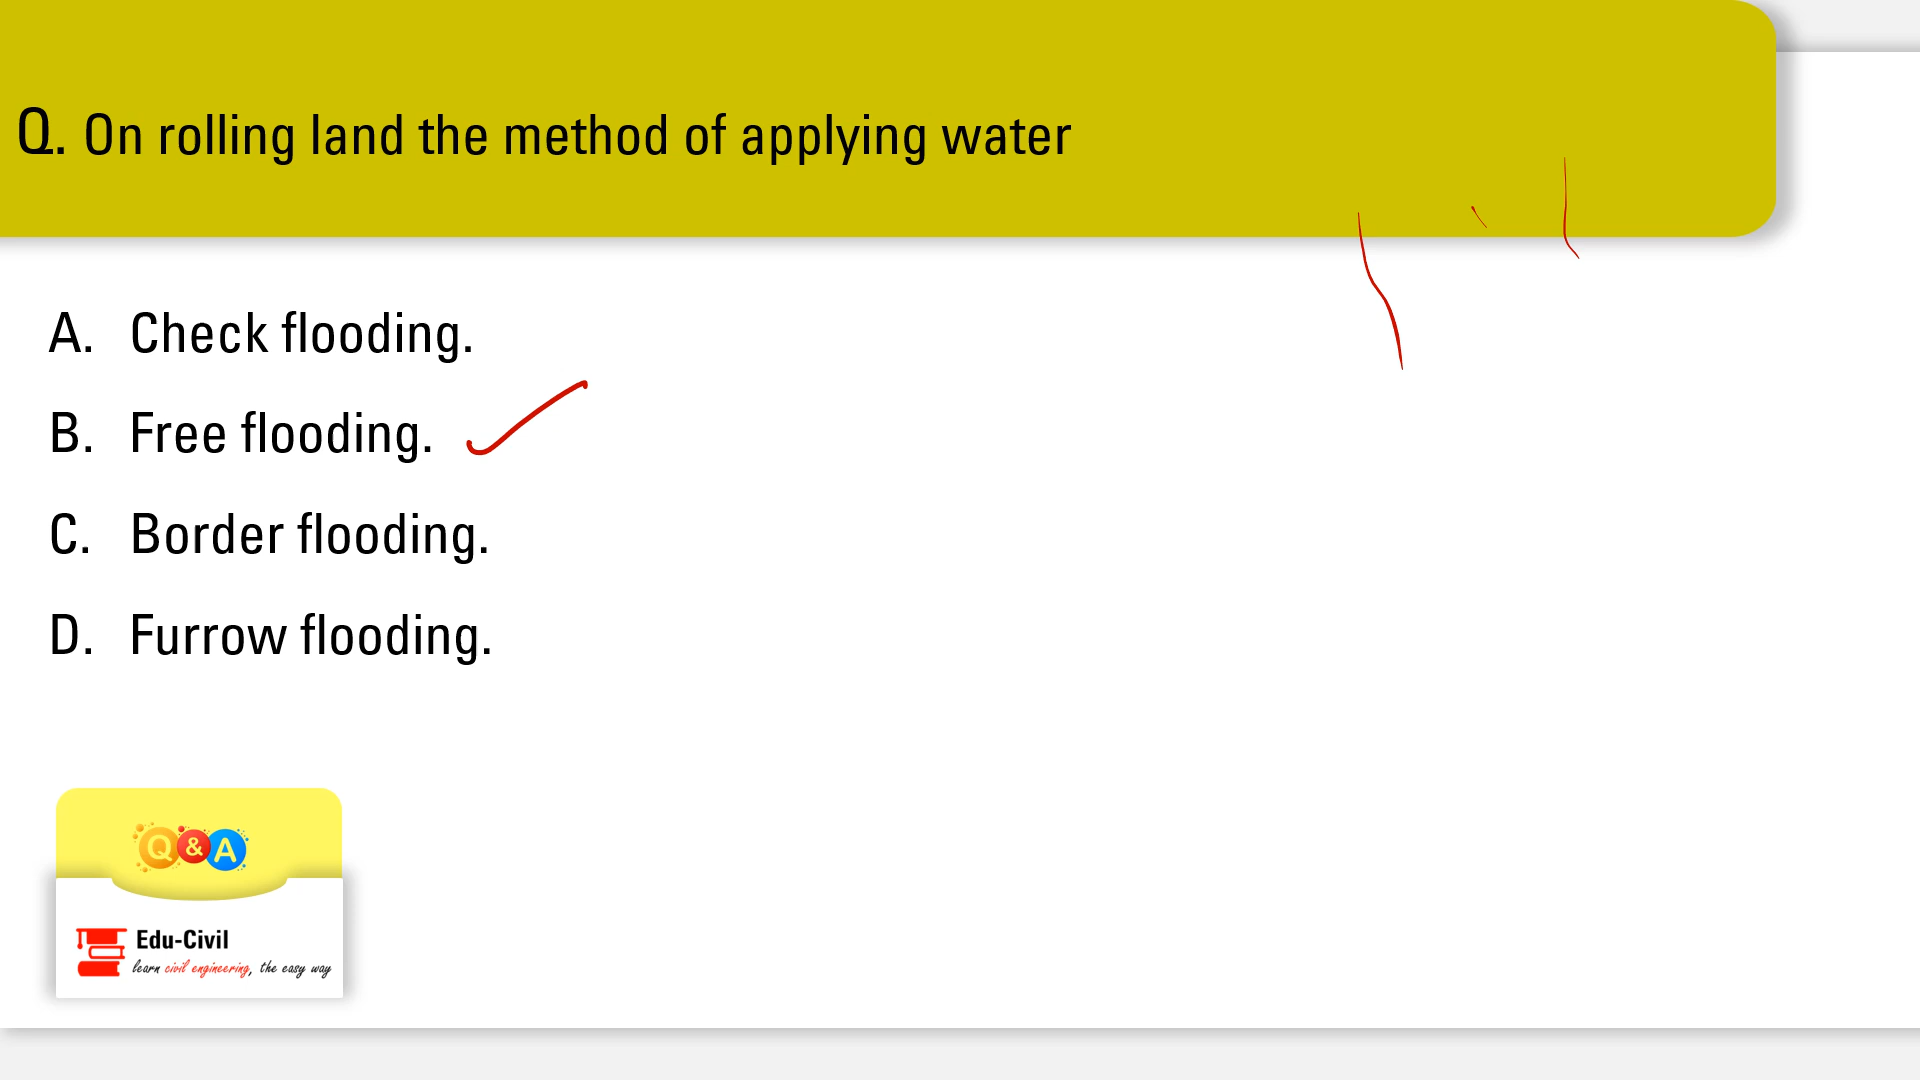 Q. On rolling land the method of applying water
A. Check flooding.
B. Free flooding.
C. Border flooding.
D. Furrow flooding.
Q&A
Edu-Civil
learn civil engineering, the easy way